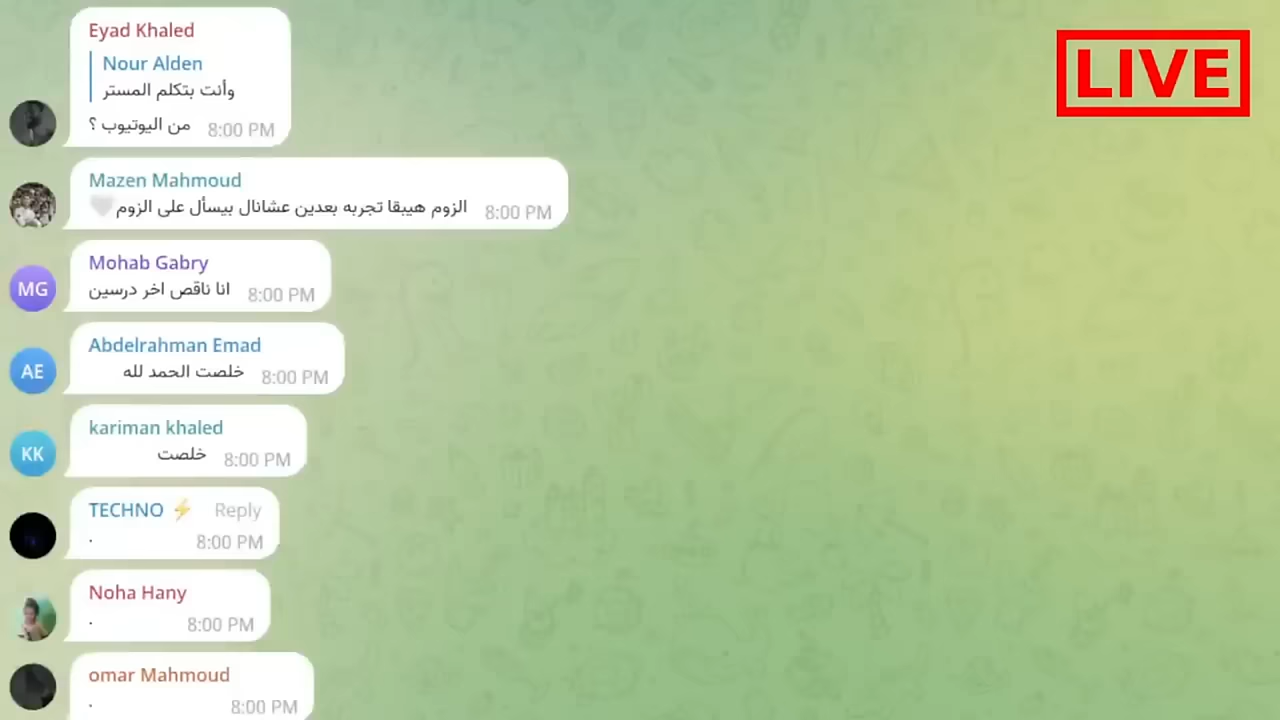 Eyad Khaled
Nour Alden
وأنت بتكلم المستر
من اليوتيوب ؟ 8:00 PM
LIVE
Mazen Mahmoud
الزوم هيبقا تجربه بعدين عشانال بيسأل على الزوم🤍 8:00 PM
Mohab Gabry
MG
انا ناقص اخر درسين 8:00 PM
Abdelrahman Emad
AE
خلصت الحمد لله 8:00 PM
kariman khaled
KK
خلصت 8:00 PM
TECHNO ⚡ Reply
. 8:00 PM
Noha Hany
. 8:00 PM
omar Mahmoud
. 8:00 PM